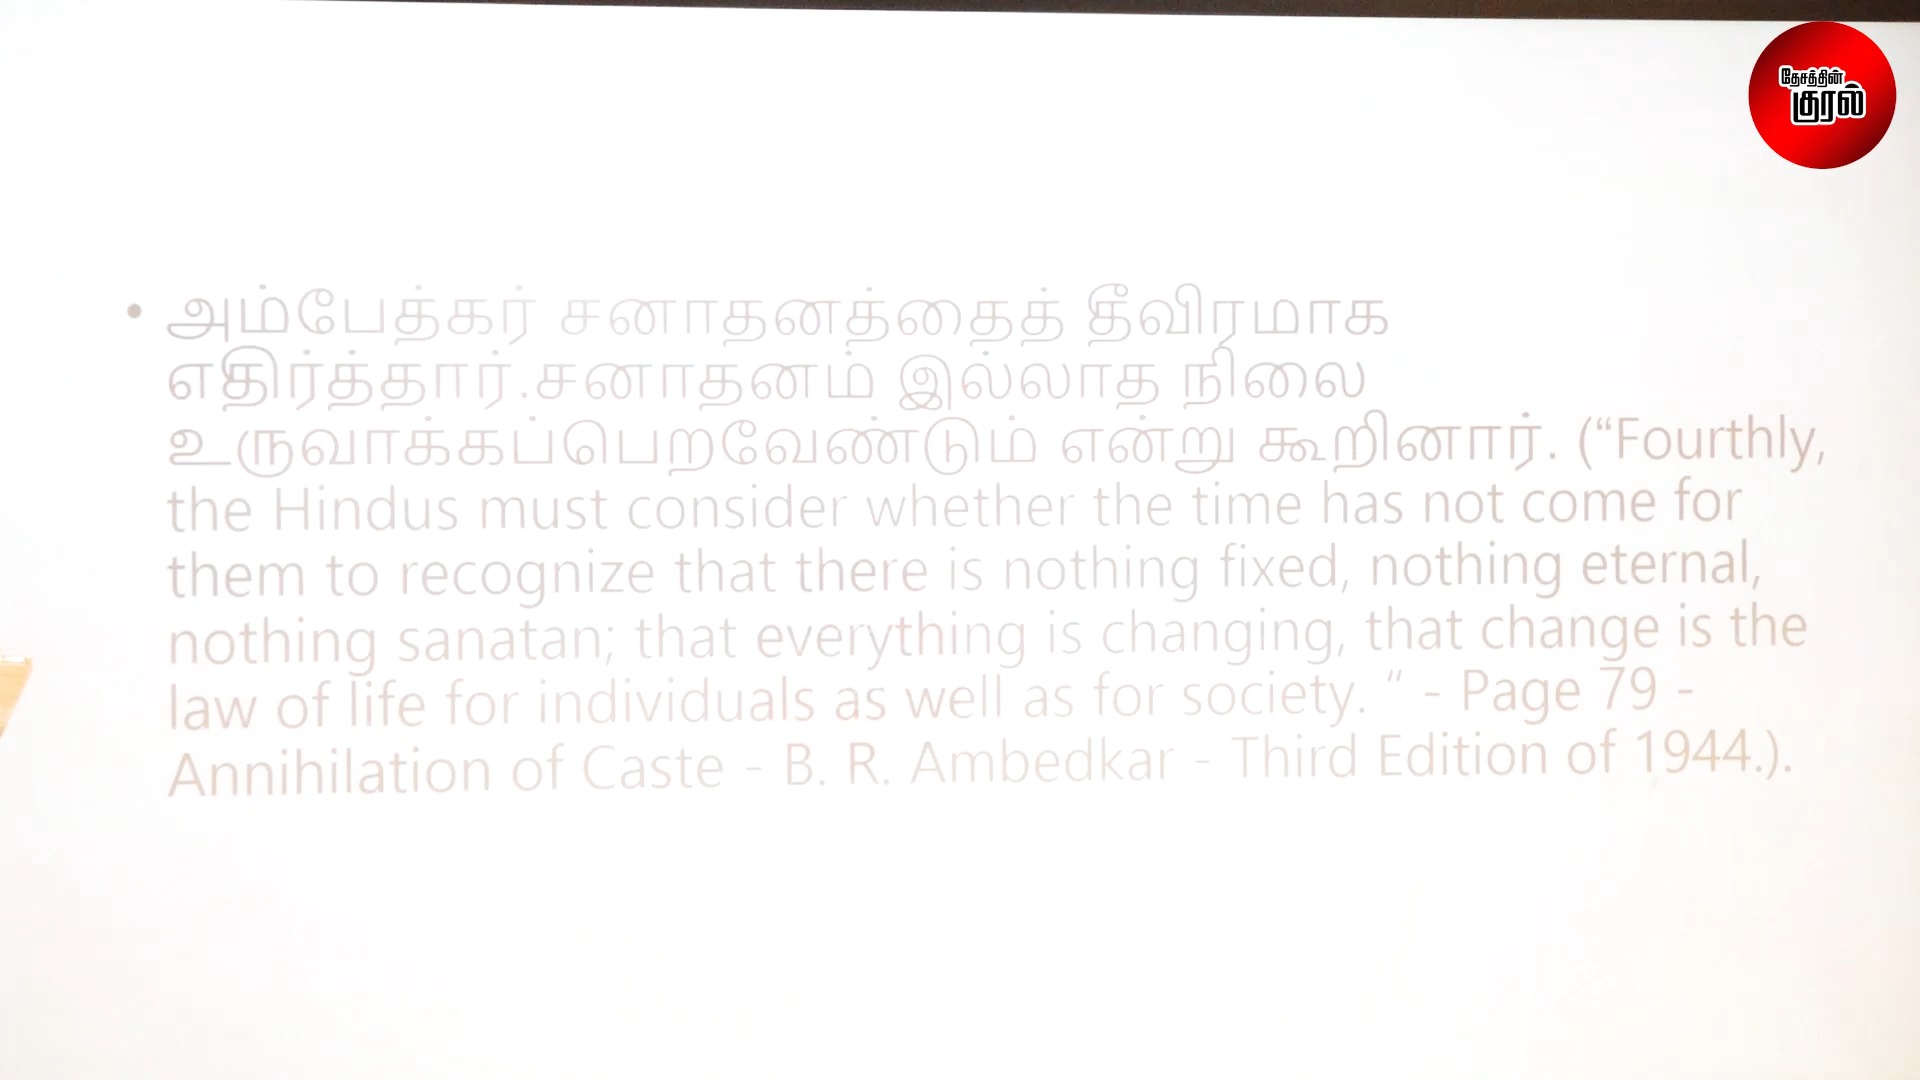 தேசத்தின்
குரல்
• அம்பேத்கர் சனாதனத்தைத் தீவிரமாக
எதிர்த்தார்.சனாதனம் இல்லாத நிலை
உருவாக்கப்பெறவேண்டும் என்று கூறினார். (“Fourthly,
the Hindus must consider whether the time has not come for
them to recognize that there is nothing fixed, nothing eternal,
nothing sanatan; that everything is changing, that change is the
law of life for individuals as well as for society. “ - Page 79 -
Annihilation of Caste - B. R. Ambedkar - Third Edition of 1944.).